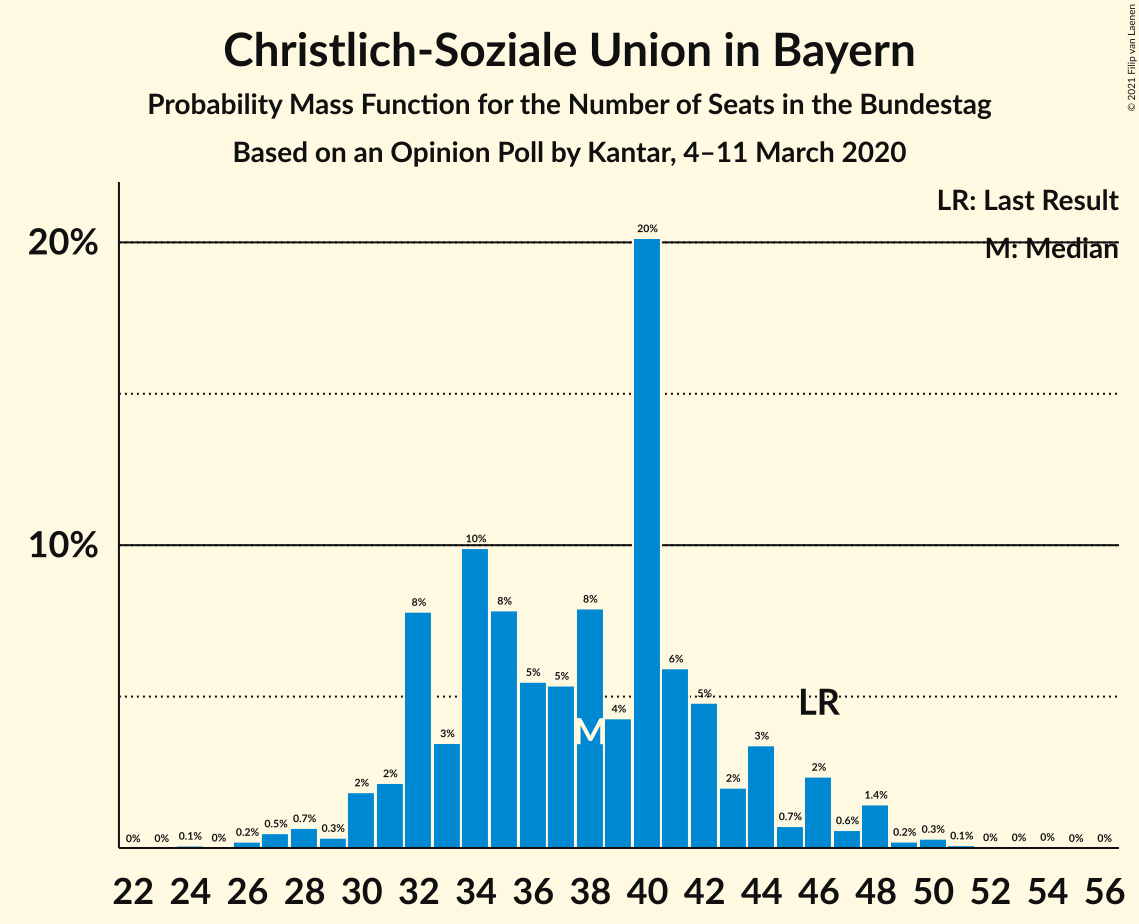 Christlich-Soziale Union in Bayern
Probability Mass Function for the Number of Seats in the Bundestag
Based on an Opinion Poll by Kantar, 4–11 March 2020
© 2021 Filip van Laenen
LR: Last Result
M: Median
20%
10%
0% 0% 0.1% 0% 0.2% 0.5% 0.7% 0.3% 2% 2% 8% 3% 10% 8% 5% 5% 8% 4% 20% 6% 5% 2% 3% 0.7% 2% 0.6% 1.4% 0.2% 0.3% 0.1% 0% 0% 0% 0% 0%
M
LR
22 24 26 28 30 32 34 36 38 40 42 44 46 48 50 52 54 56